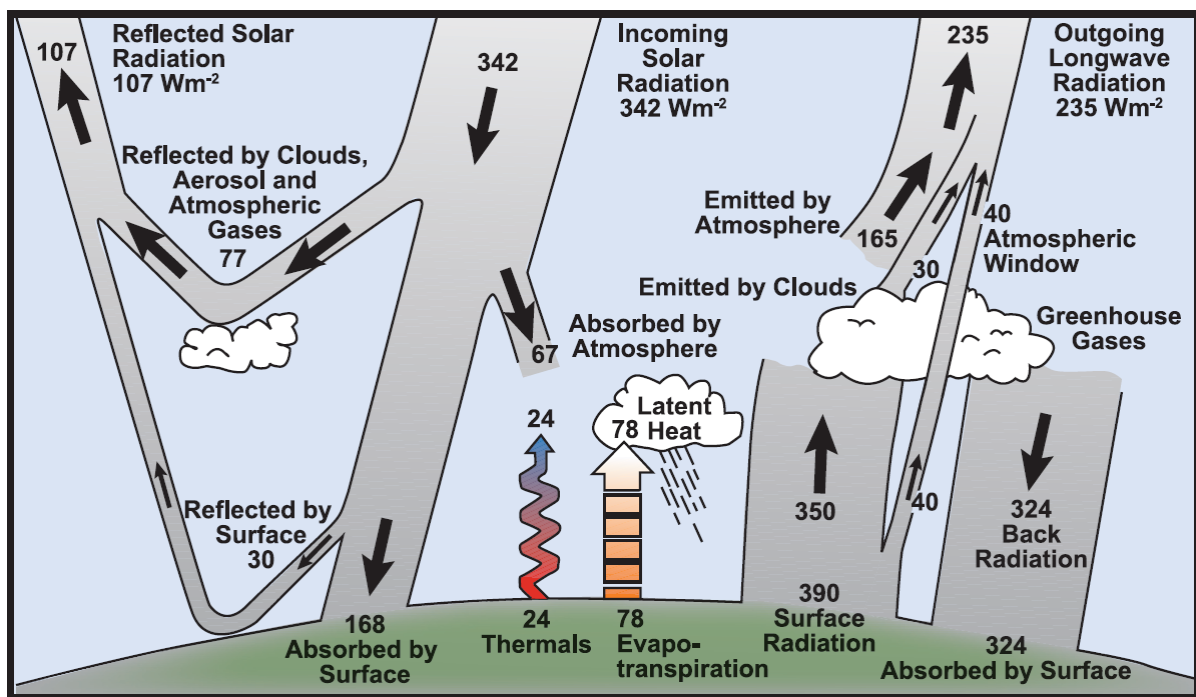 107
Reflected Solar
Radiation
107 Wm-2
342
Incoming
Solar
Radiation
342 Wm-2
235
Outgoing
Longwave
Radiation
235 Wm-2
Reflected by Clouds,
Aerosol and
Atmospheric
Gases
77
Emitted by
Atmosphere
165
40
Atmospheric
Window
30
Emitted by Clouds
Greenhouse
Gases
Absorbed by
Atmosphere
67
24
Latent
78 Heat
Reflected by
Surface
30
350
40
324
Back
Radiation
168
Absorbed by
Surface
24
Thermals
78
Evapo-
transpiration
390
Surface
Radiation
324
Absorbed by Surface